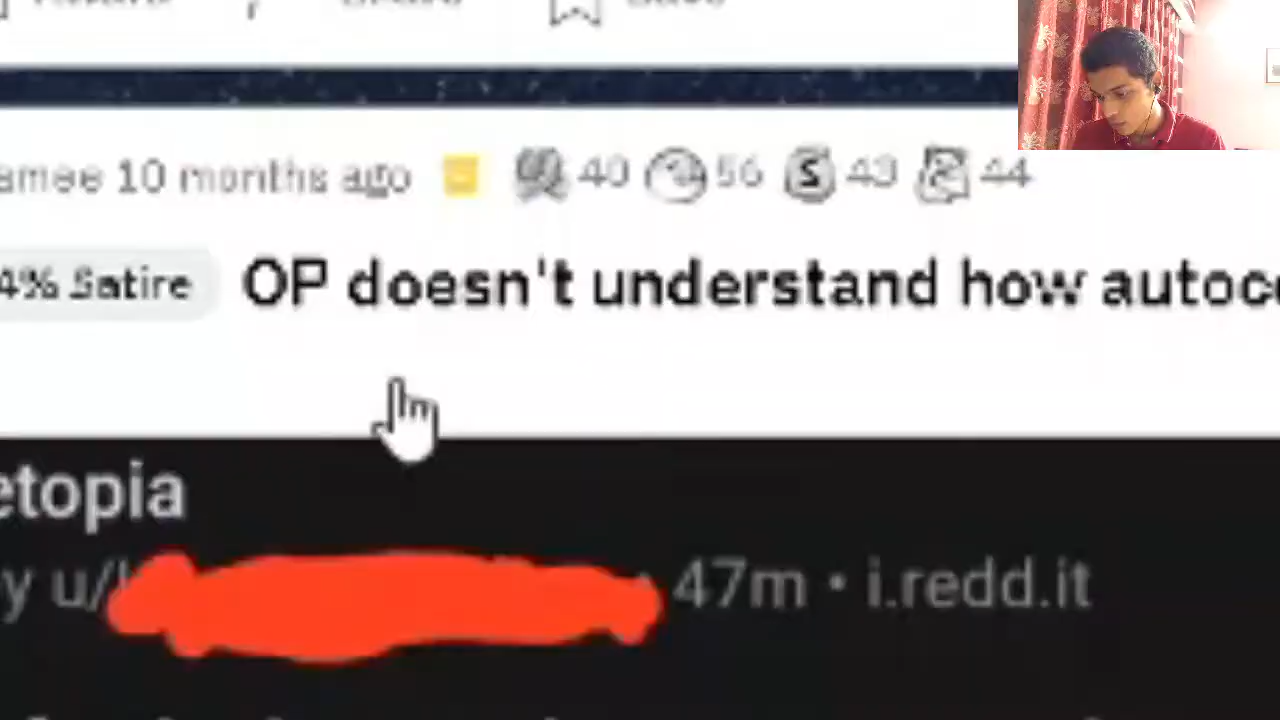 Save
amee 10 months ago 40 56 S 43 44
4% Satire OP doesn't understand how autoc
etopia
y u/ 47m • i.redd.it